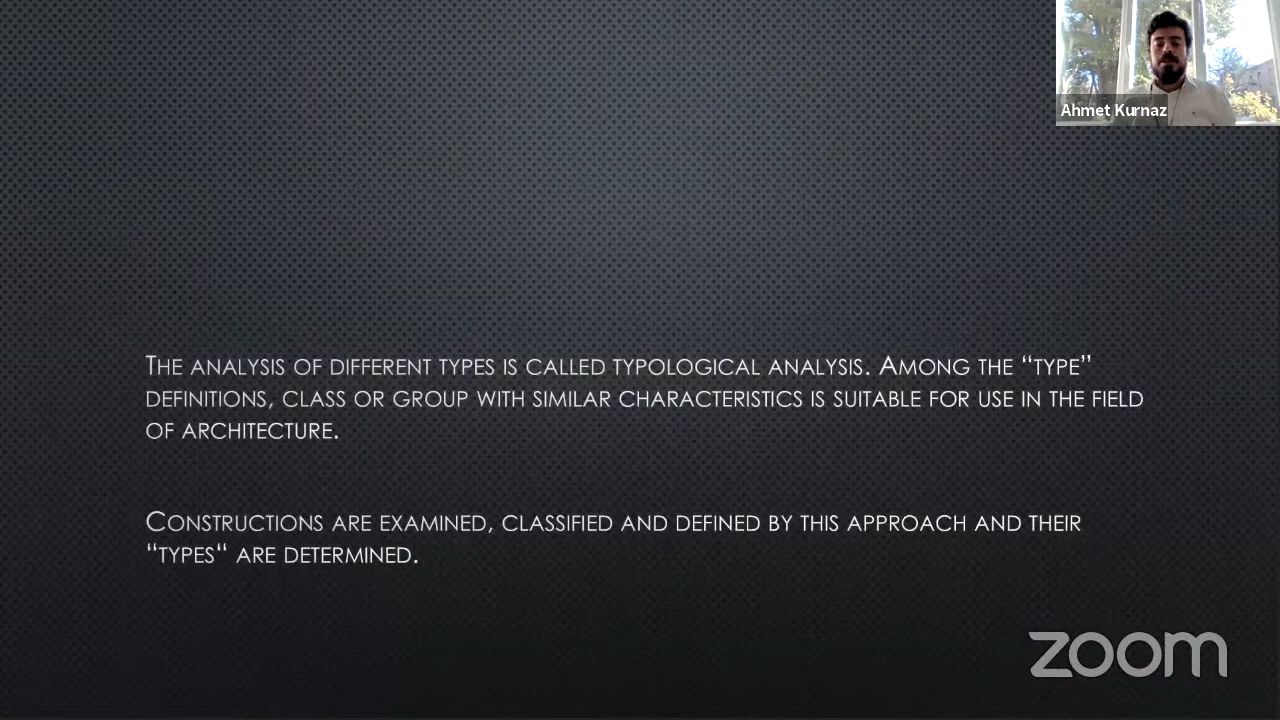 Ahmet Kurnaz
The analysis of different types is called typological analysis. Among the “type”
definitions, class or group with similar characteristics is suitable for use in the field
of architecture.
Constructions are examined, classified and defined by this approach and their
“types“ are determined.
zoom